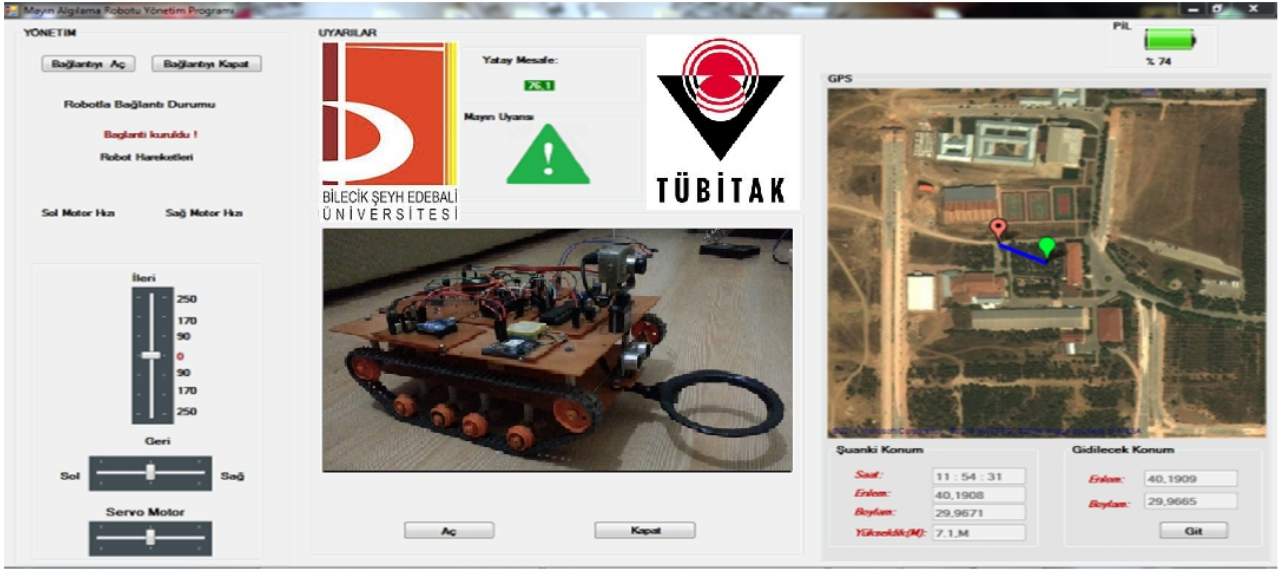 Mayın Algılama Robotu Yönetim Programı
YÖNETİM
Bağlantıyı Aç
Bağlantıyı Kapat
Robotla Bağlantı Durumu
Baglanti kuruldu !
Robot Hareketleri
Sol Motor Hızı
Sağ Motor Hızı
İleri
250
170
90
0
90
170
250
Geri
Sol
Sağ
Servo Motor
UYARILAR
BİLECİK ŞEYH EDEBALİ
ÜNİVERSİTESİ
Yatay Mesafe:
76,1
Mayın Uyarısı
!
TÜBİTAK
Aç
Kapat
PİL
% 74
GPS
Şuanki Konum
Saat:
11 : 54 : 31
Enlem:
40,1908
Boylam:
29,9671
Yükseklik(M):
7.1,M
Gidilecek Konum
Enlem:
40,1909
Boylam:
29,9665
Git